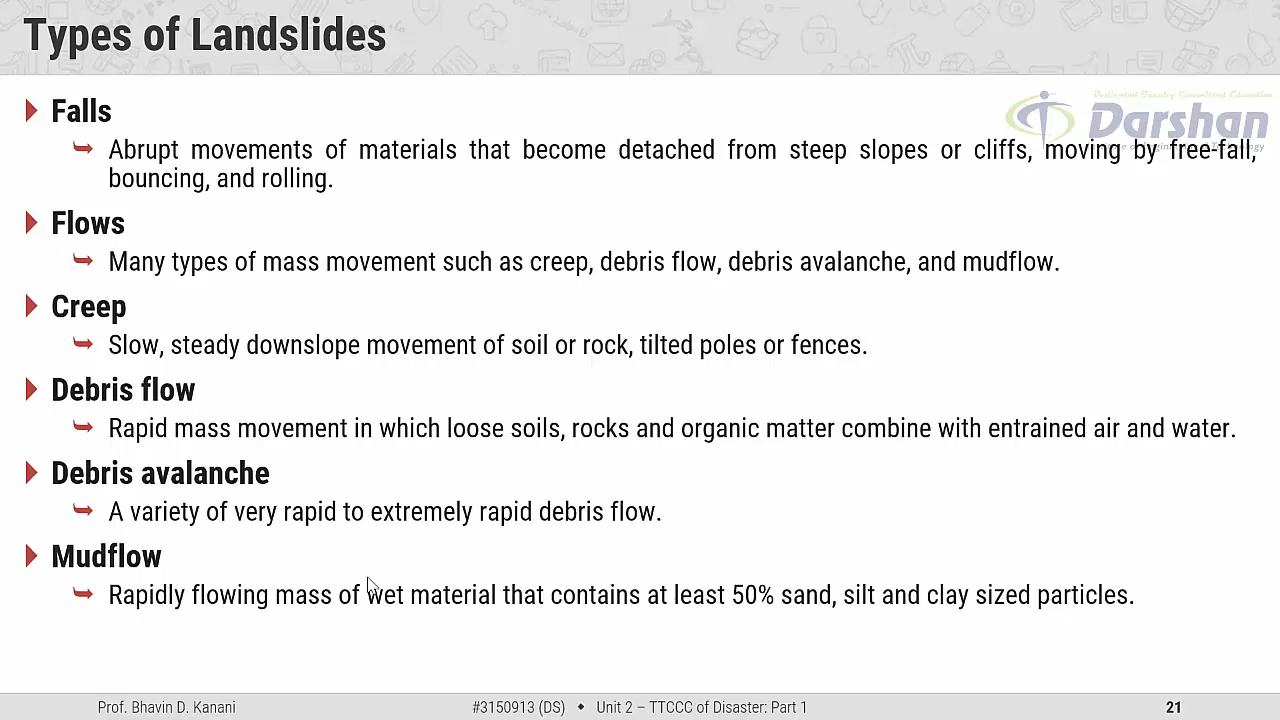 Types of Landslides
Dedicated Faculty Committed Education
Darshan
Falls
Abrupt movements of materials that become detached from steep slopes or cliffs, moving by free-fall,
bouncing, and rolling.
Flows
Many types of mass movement such as creep, debris flow, debris avalanche, and mudflow.
Creep
Slow, steady downslope movement of soil or rock, tilted poles or fences.
Debris flow
Rapid mass movement in which loose soils, rocks and organic matter combine with entrained air and water.
Debris avalanche
A variety of very rapid to extremely rapid debris flow.
Mudflow
Rapidly flowing mass of wet material that contains at least 50% sand, silt and clay sized particles.
Prof. Bhavin D. Kanani #3150913 (DS) ◆ Unit 2 – TTCCC of Disaster: Part 1 21